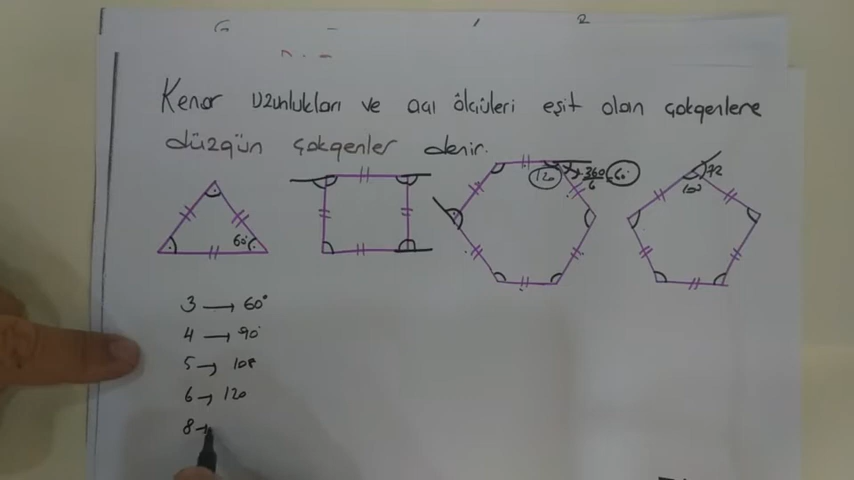 Kenar uzunlukları ve açı ölçüleri eşit olan çokgenlere
düzgün çokgenler denir.
60°
120
360/6
60°
72
108
3 → 60°
4 → 90°
5 → 108
6 → 120
8 →